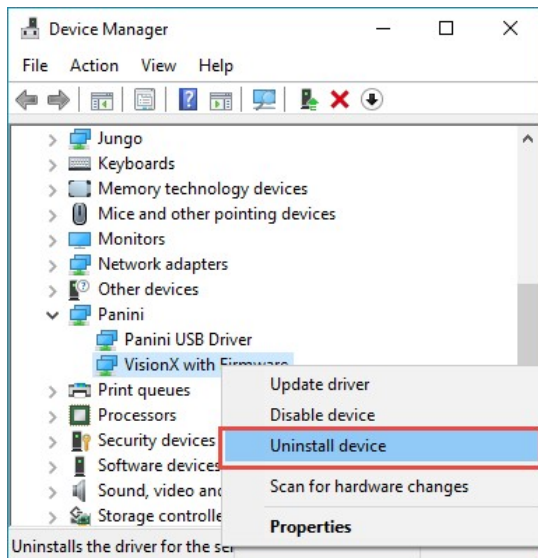 Device Manager
File Action View Help
Jungo
Keyboards
Memory technology devices
Mice and other pointing devices
Monitors
Network adapters
Other devices
Panini
Panini USB Driver
VisionX with Firmware
Update driver
Print queues
Disable device
Processors
Security devices
Uninstall device
Software devices
Sound, video and
Scan for hardware changes
Storage controlle
Properties
Uninstalls the driver for the sel